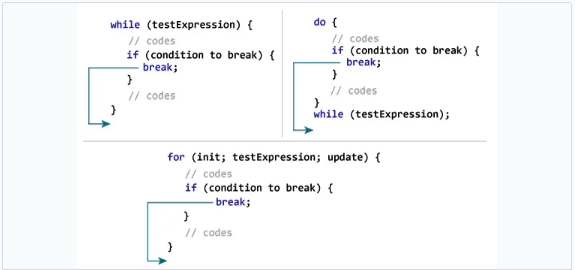 while (testExpression) {
// codes
if (condition to break) {
break;
}
// codes
}
do {
// codes
if (condition to break) {
break;
}
// codes
}
while (testExpression);
for (init; testExpression; update) {
// codes
if (condition to break) {
break;
}
// codes
}